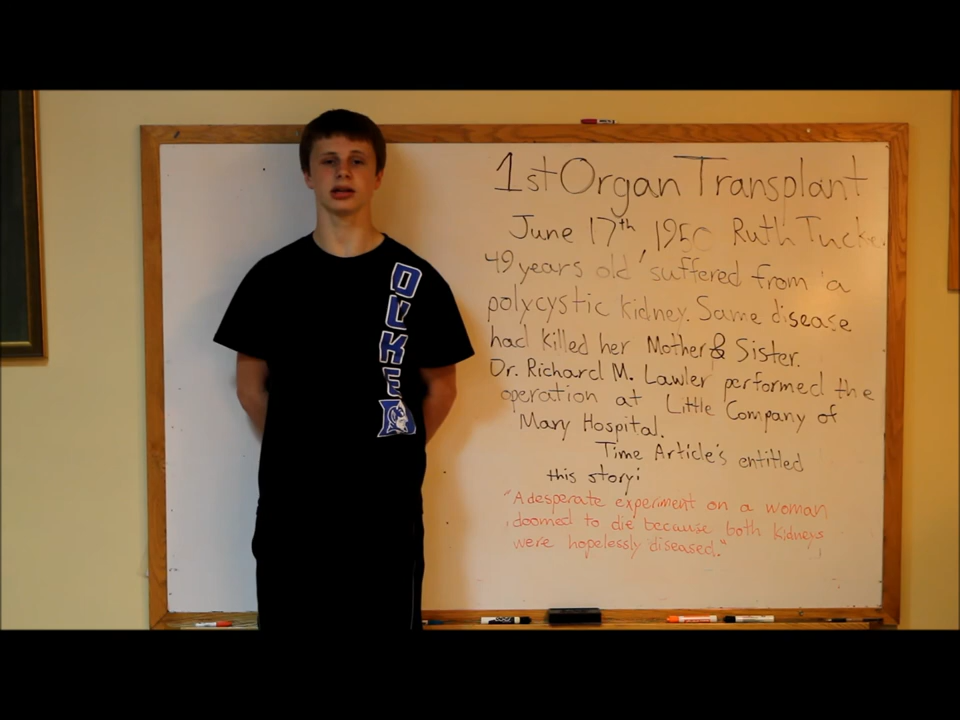 1st Organ Transplant
June 17th, 1950 Ruth Tucker
49 years old suffered from a
polycystic kidney. Same disease
had killed her Mother & Sister.
Dr. Richard M. Lawler performed the
operation at Little Company of
Mary Hospital.
Time Article's entitled
this story:
"A desperate experiment on a woman
doomed to die because both kidneys
were hopelessly diseased."
DUKE